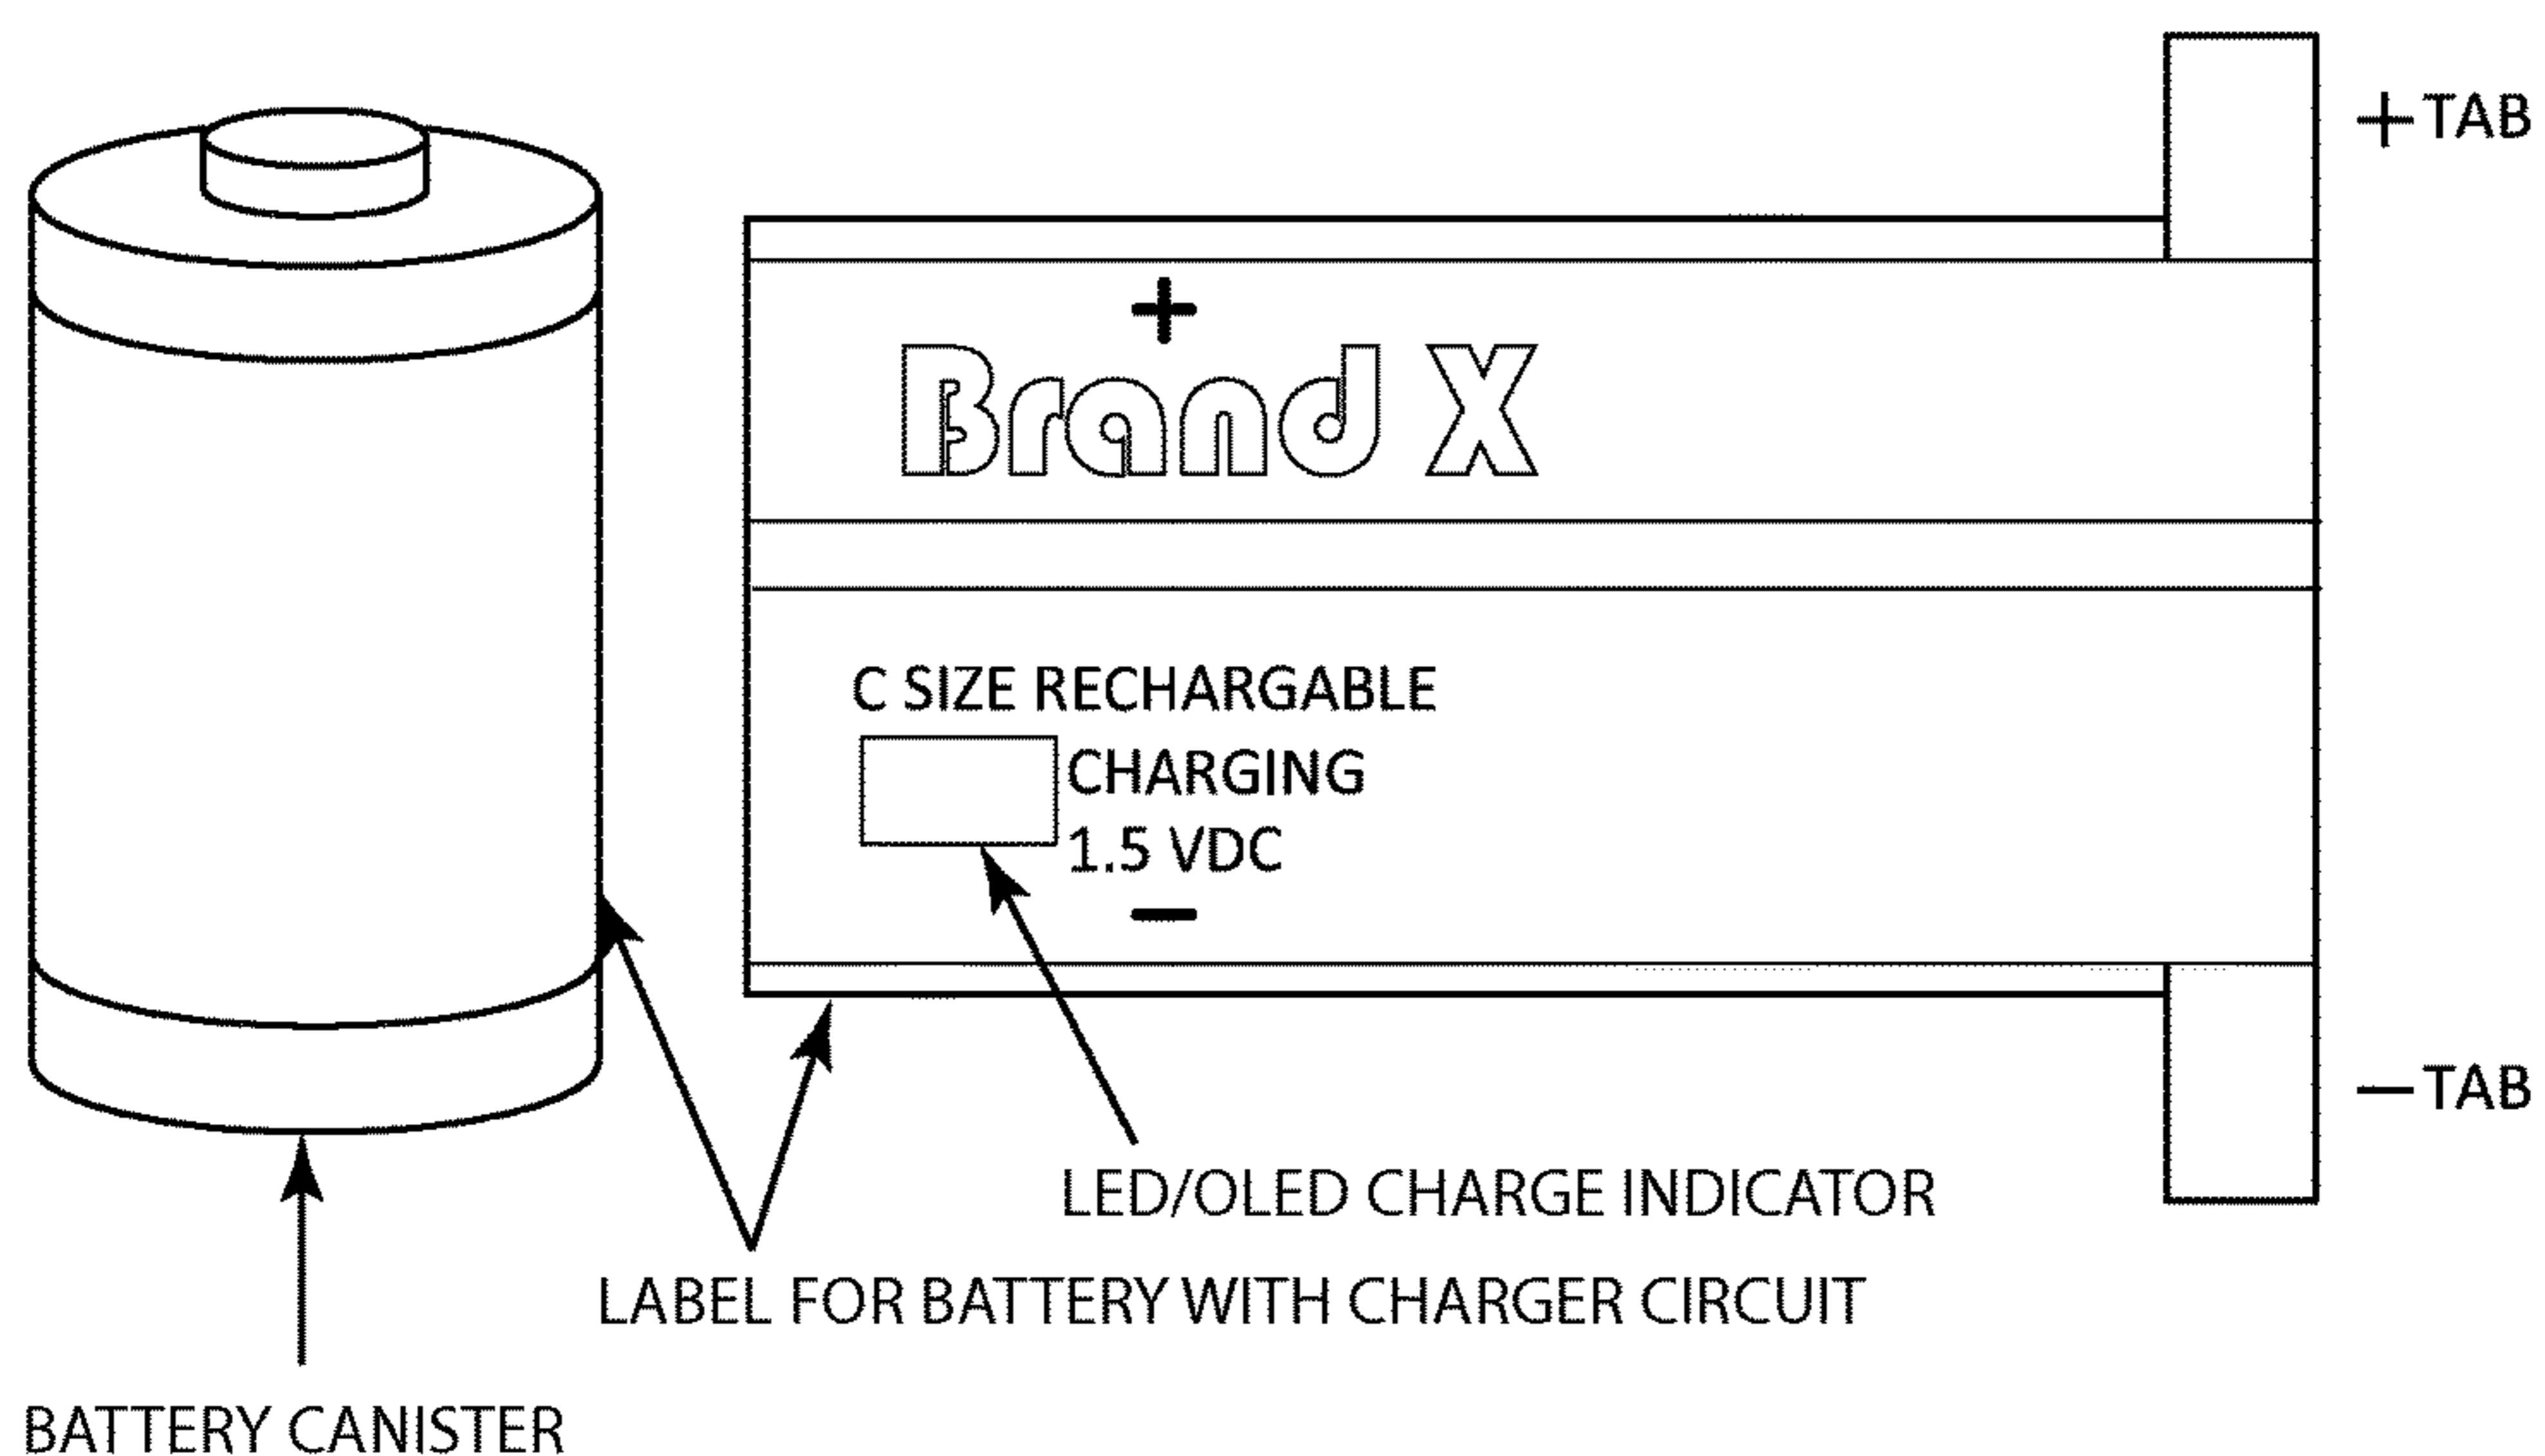 + TAB
+
Brand X
C SIZE RECHARGABLE
CHARGING
1.5 VDC
−
− TAB
LED/OLED CHARGE INDICATOR
LABEL FOR BATTERY WITH CHARGER CIRCUIT
BATTERY CANISTER